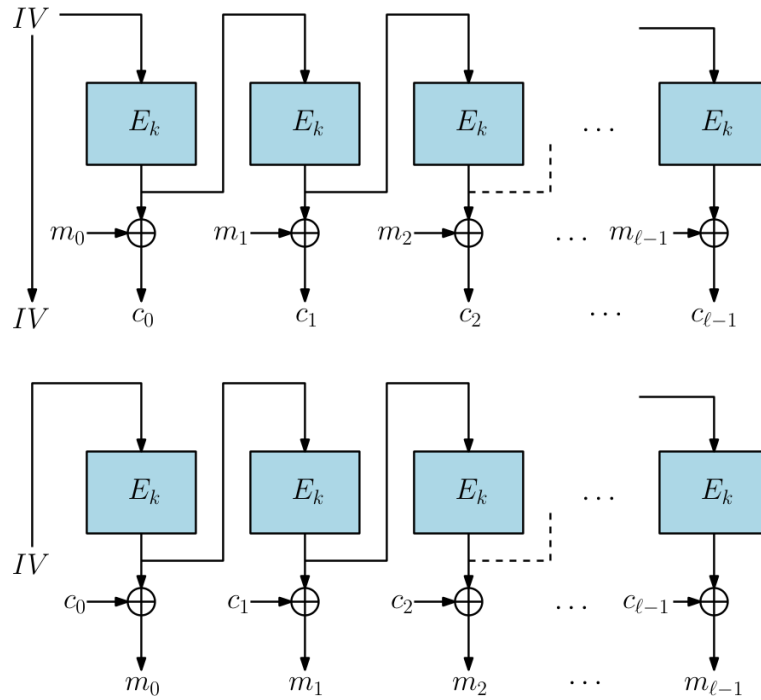 IV
E_k E_k E_k ... E_k
m_0 m_1 m_2 ... m_{ℓ−1}
IV c_0 c_1 c_2 ... c_{ℓ−1}
E_k E_k E_k ... E_k
IV
c_0 c_1 c_2 ... c_{ℓ−1}
m_0 m_1 m_2 ... m_{ℓ−1}